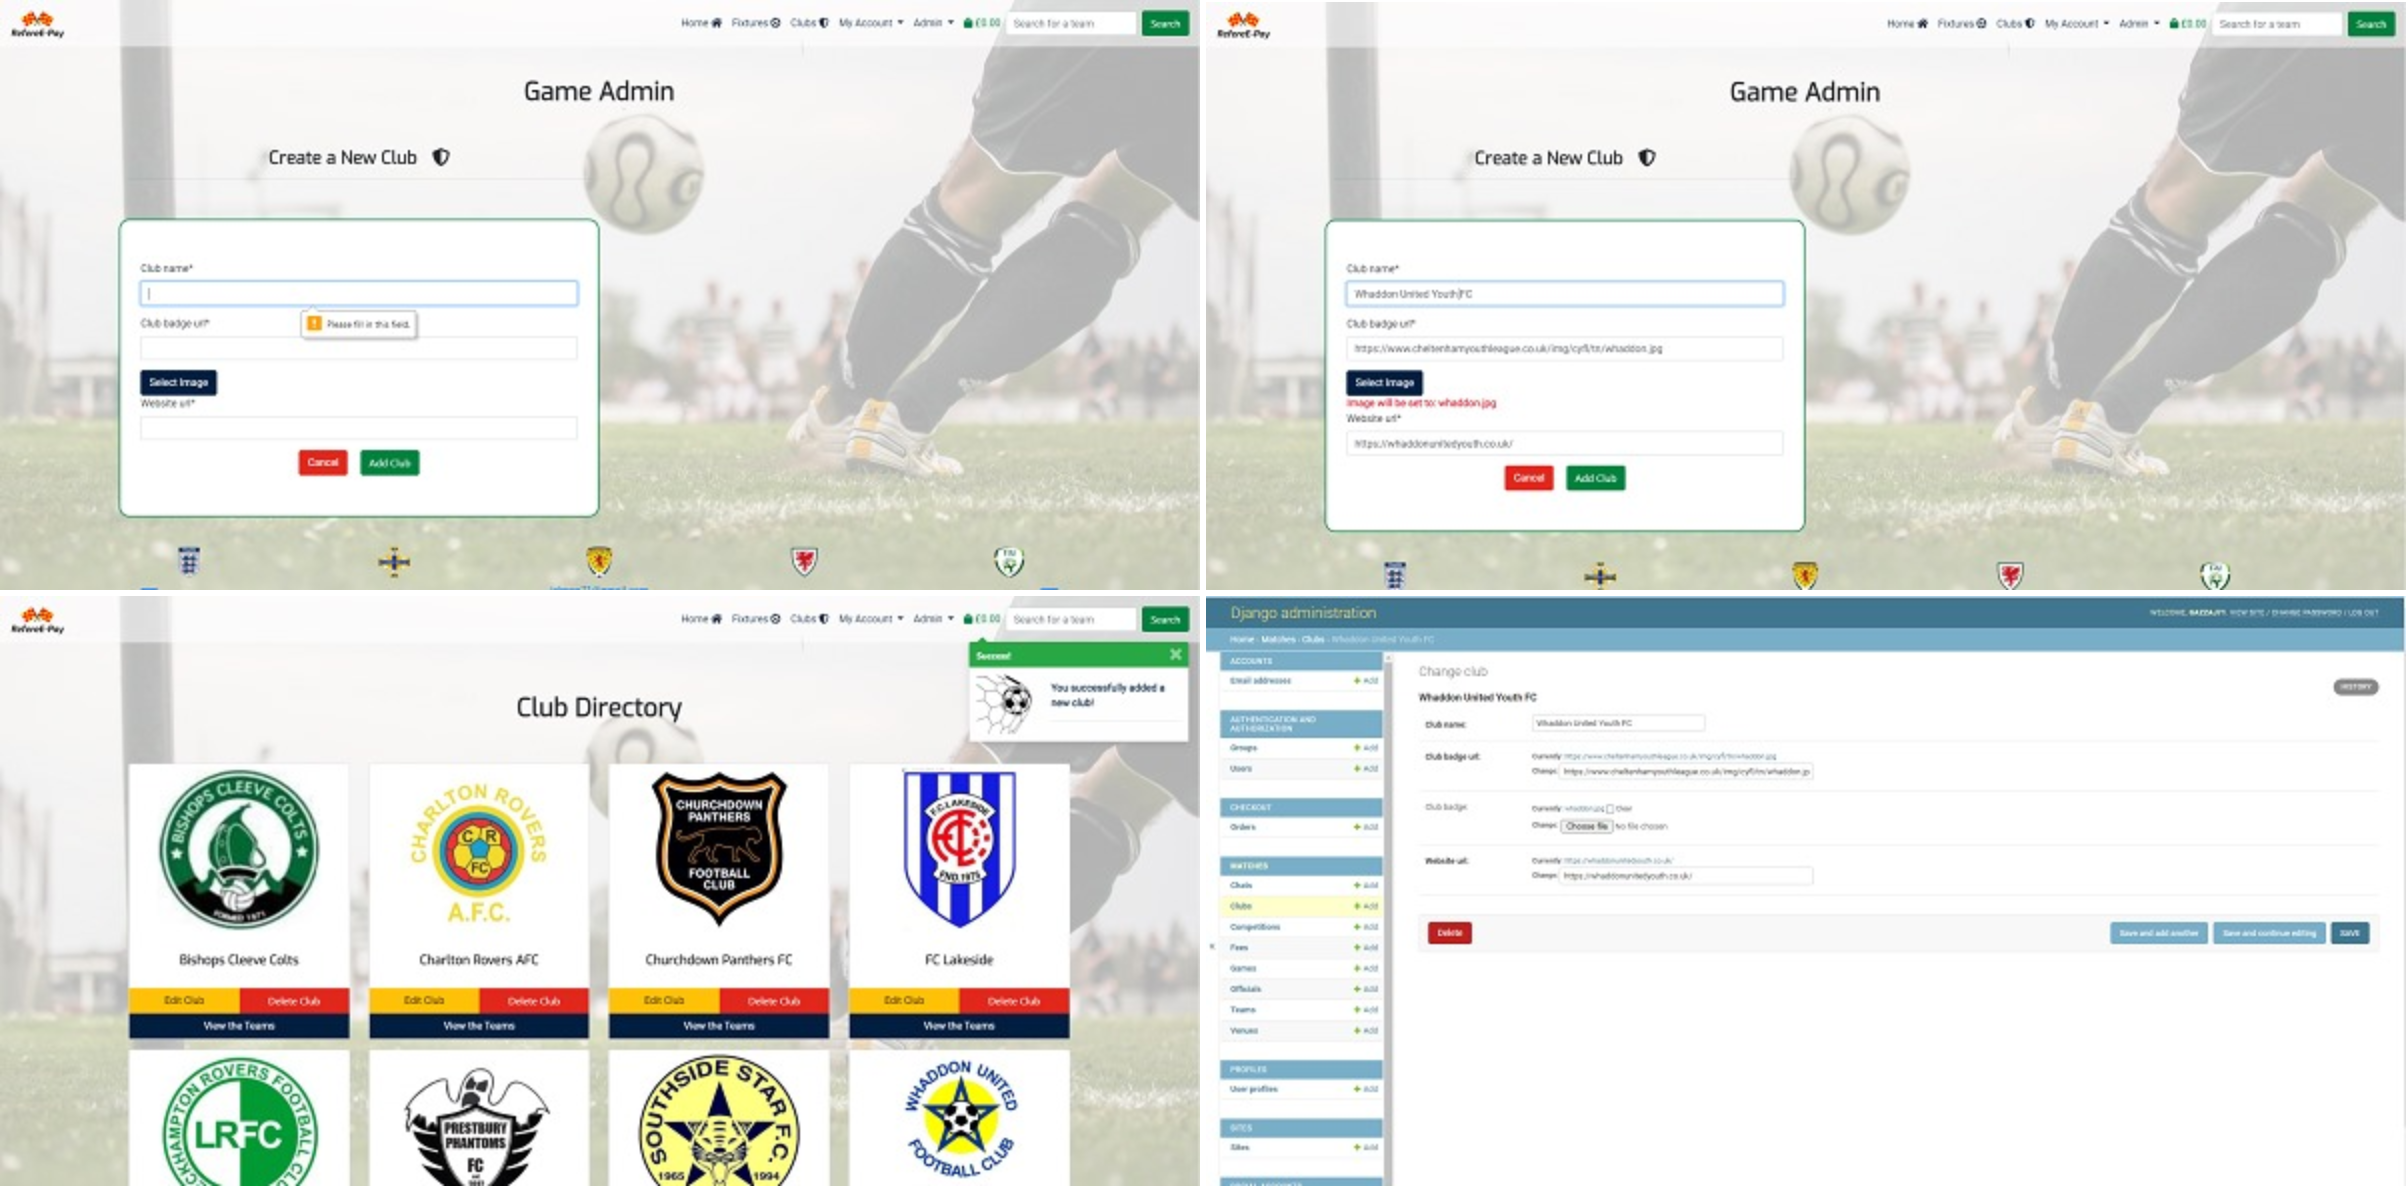 RefereE-Pay
Home Fixtures Clubs My Account Admin £0.00 Search for a team Search
Game Admin
Create a New Club
Club name*
Please fill in this field.
Club badge url*
Select Image
Website url*
Cancel Add Club
RefereE-Pay
Home Fixtures Clubs My Account Admin £0.00 Search for a team Search
Game Admin
Create a New Club
Club name*
Whaddon United Youth FC
Club badge url*
https://www.cheltenhamyouthleague.co.uk/img/cyfl/tn/whaddon.jpg
Select Image
Image will be set to: whaddon.jpg
Website url*
https://whaddonunitedyouth.co.uk/
Cancel Add Club
RefereE-Pay
Home Fixtures Clubs My Account Admin £0.00 Search for a team Search
Success!
You successfully added a
new club!
Club Directory
BISHOPS CLEEVE COLTS
FORMED 1971
Bishops Cleeve Colts
Edit Club Delete Club
View the Teams
CHARLTON ROVERS
C R
FC
A.F.C.
Charlton Rovers AFC
Edit Club Delete Club
View the Teams
CHURCHDOWN
PANTHERS
FOOTBALL
CLUB
Churchdown Panthers FC
Edit Club Delete Club
View the Teams
F.C. LAKESIDE
FND. 1975
FC Lakeside
Edit Club Delete Club
View the Teams
ROVERS FOOTBALL
LRFC
PRESTBURY
PHANTOMS
FC
SOUTHSIDE STAR F.C.
1965 1994
WHADDON UNITED
FOOTBALL CLUB
Django administration
WELCOME, VIEW SITE / CHANGE PASSWORD / LOG OUT
Home › Matches › Clubs › Whaddon United Youth FC
ACCOUNTS
Email addresses + Add
AUTHENTICATION AND
AUTHORIZATION
Groups + Add
Users + Add
CHECKOUT
Orders + Add
MATCHES
Chats + Add
Clubs + Add
Competitions + Add
Fees + Add
Games + Add
Officials + Add
Teams + Add
Venues + Add
PROFILES
User profiles + Add
SITES
Sites + Add
SOCIAL ACCOUNTS
Change club
Whaddon United Youth FC
HISTORY
Club name: Whaddon United Youth FC
Club badge url: Currently: https://www.cheltenhamyouthleague.co.uk/img/cyfl/tn/whaddon.jpg
Change: https://www.cheltenhamyouthleague.co.uk/img/cyfl/tn/whaddon.jp
Club badge: Currently: whaddon.jpg Clear
Change: Choose file No file chosen
Website url: Currently: https://whaddonunitedyouth.co.uk/
Change: https://whaddonunitedyouth.co.uk/
Delete Save and add another Save and continue editing SAVE